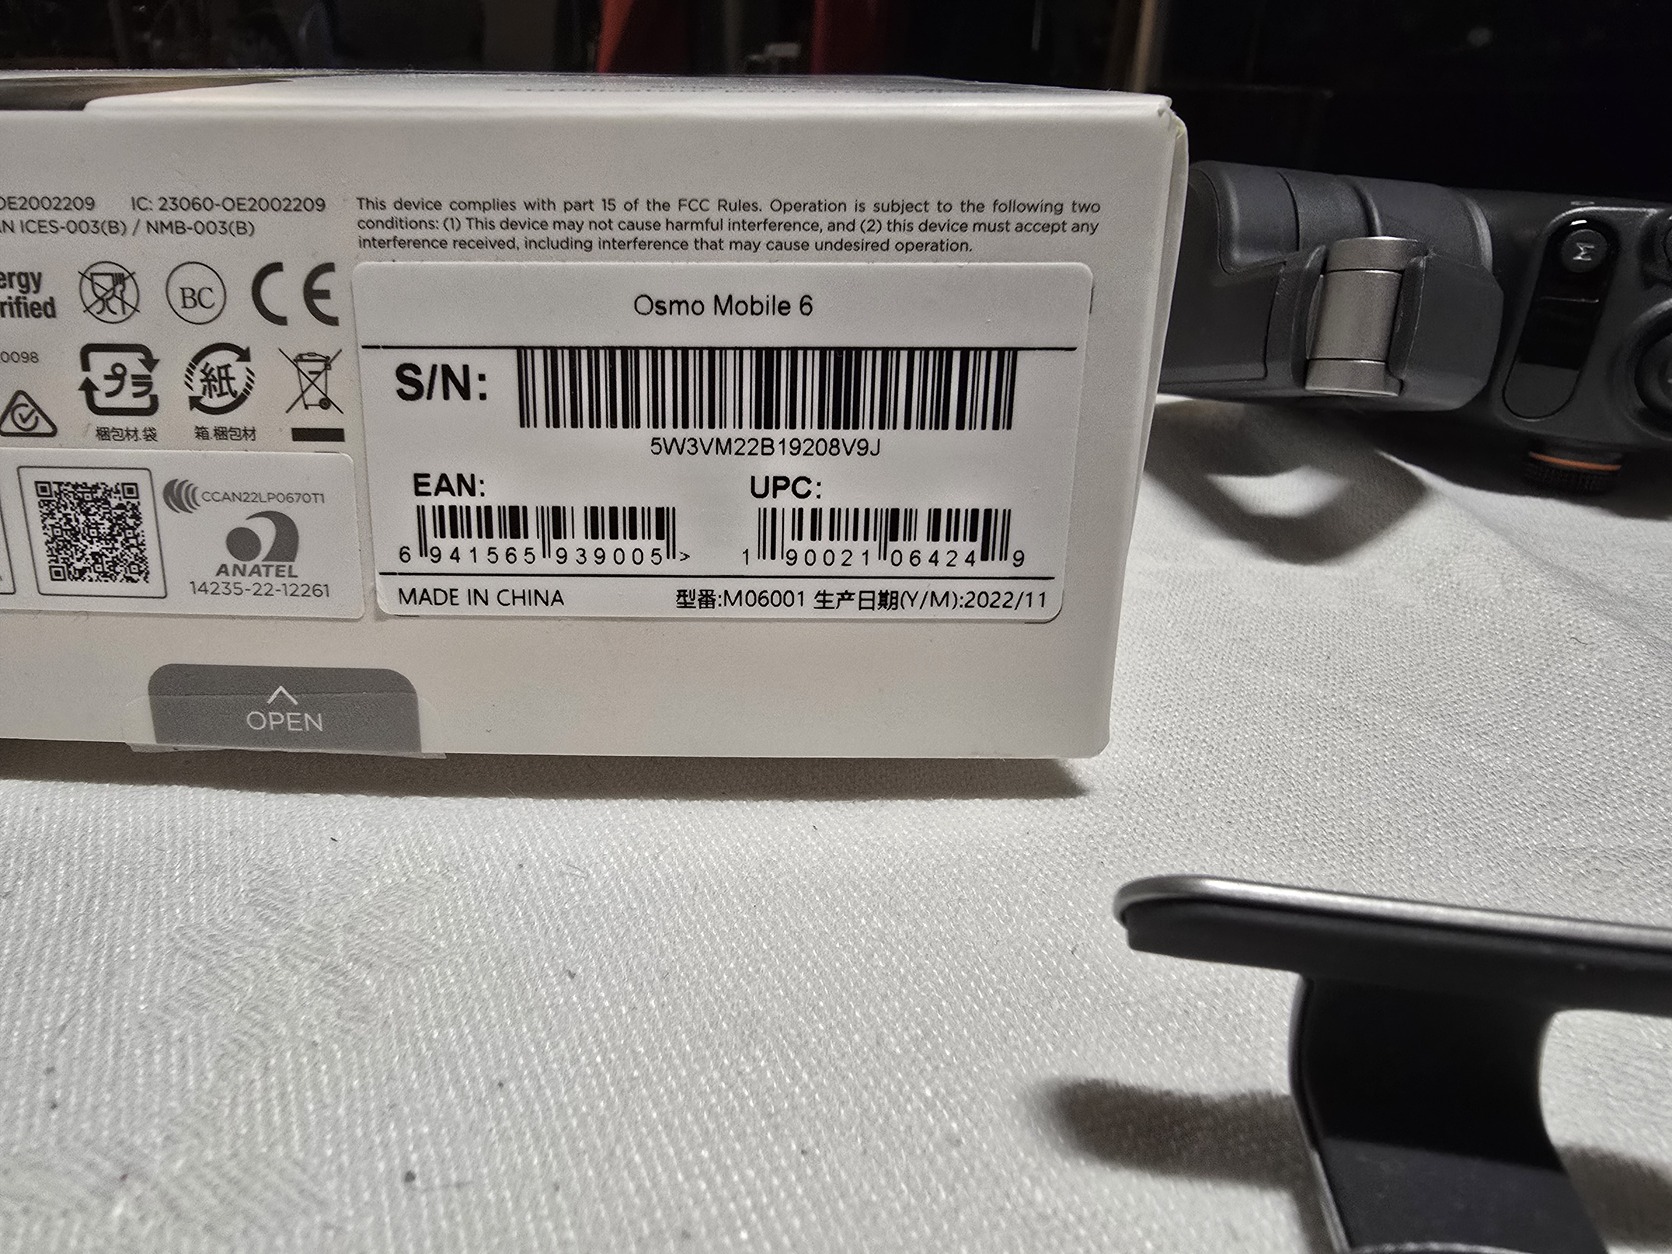 OE2002209 IC: 23060-OE2002209
AN ICES-003(B) / NMB-003(B)
This device complies with part 15 of the FCC Rules. Operation is subject to the following two
conditions: (1) This device may not cause harmful interference, and (2) this device must accept any
interference received, including interference that may cause undesired operation.
ergy
rified
BC
CE
0098
プラ
紙
梱包材.袋
箱.梱包材
CCAN22LP0670T1
ANATEL
14235-22-12261
Osmo Mobile 6
S/N:
5W3VM22B19208V9J
EAN:
UPC:
6 941565 939005 >
1 90021 06424 9
MADE IN CHINA
型番:M06001 生产日期(Y/M):2022/11
OPEN
M